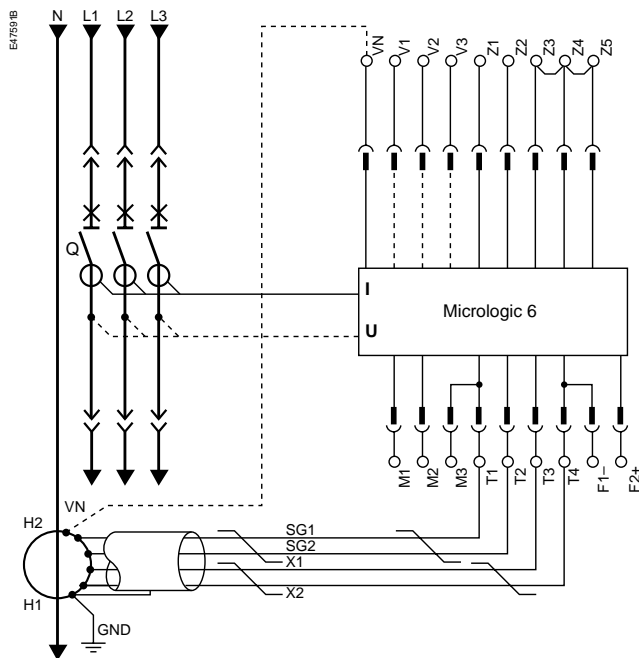 E47591B
N L1 L2 L3
VN V1 V2 V3 Z1 Z2 Z3 Z4 Z5
Q
I
Micrologic 6
U
M1 M2 M3 T1 T2 T3 T4 F1– F2+
VN
H2
SG1
SG2
X1
X2
H1
GND